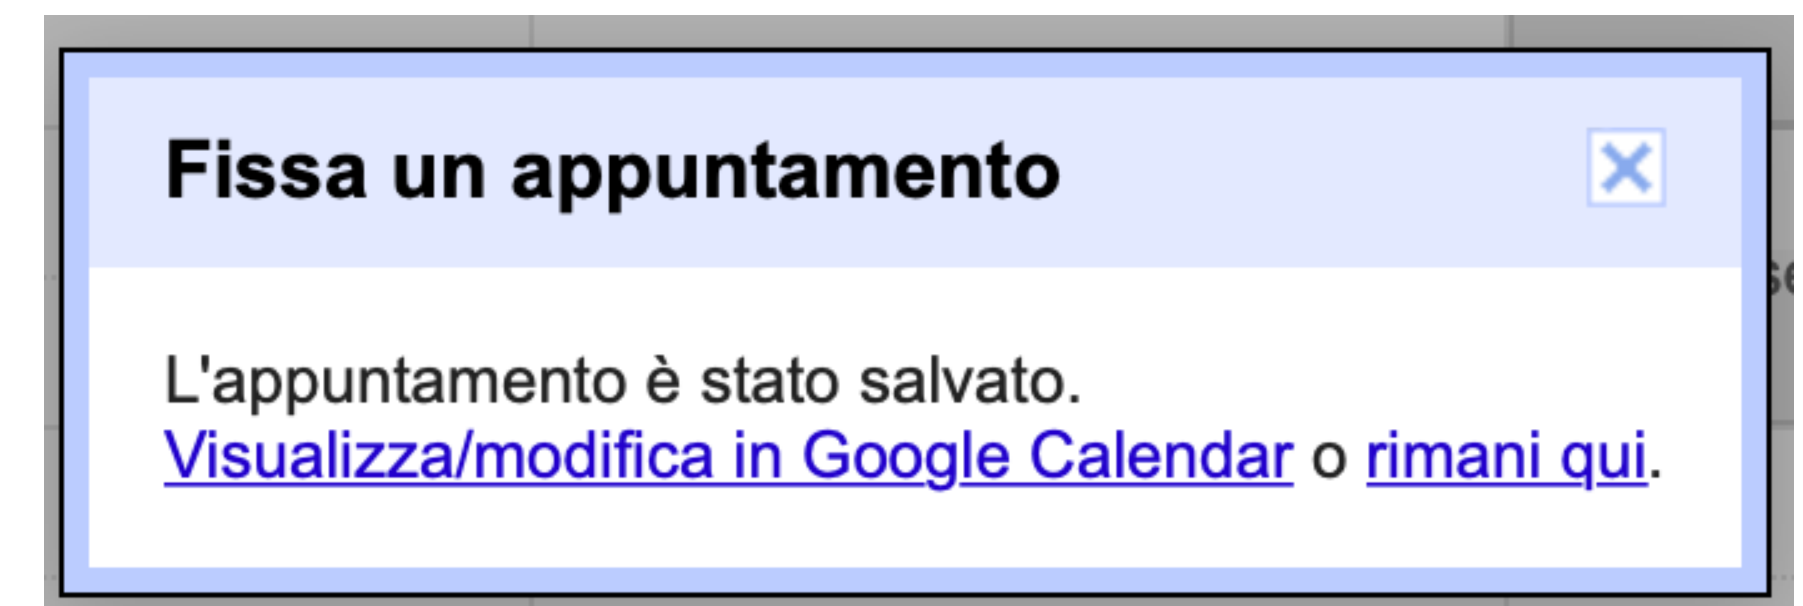 Fissa un appuntamento
L'appuntamento è stato salvato.
Visualizza/modifica in Google Calendar o rimani qui.